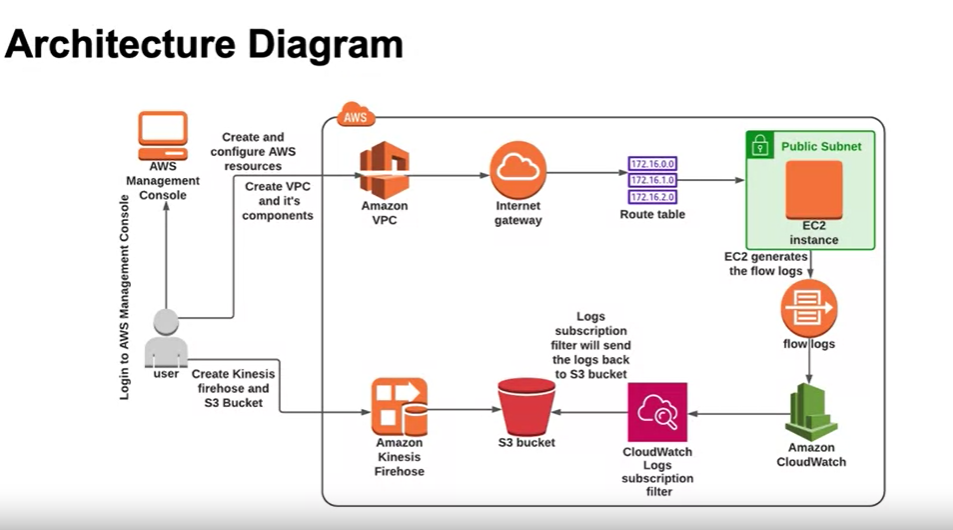 Architecture Diagram
AWS
AWS
Management
Console
Login to AWS Management Console
user
Create and
configure AWS
resources
Create VPC
and it's
components
Amazon
VPC
Internet
gateway
172.16.0.0
172.16.1.0
172.16.2.0
Route table
Public Subnet
EC2
instance
EC2 generates
the flow logs
flow logs
Amazon
CloudWatch
Logs
subscription
filter will send
the logs back
to S3 bucket
CloudWatch
Logs
subscription
filter
S3 bucket
Create Kinesis
firehose and
S3 Bucket
Amazon
Kinesis
Firehose